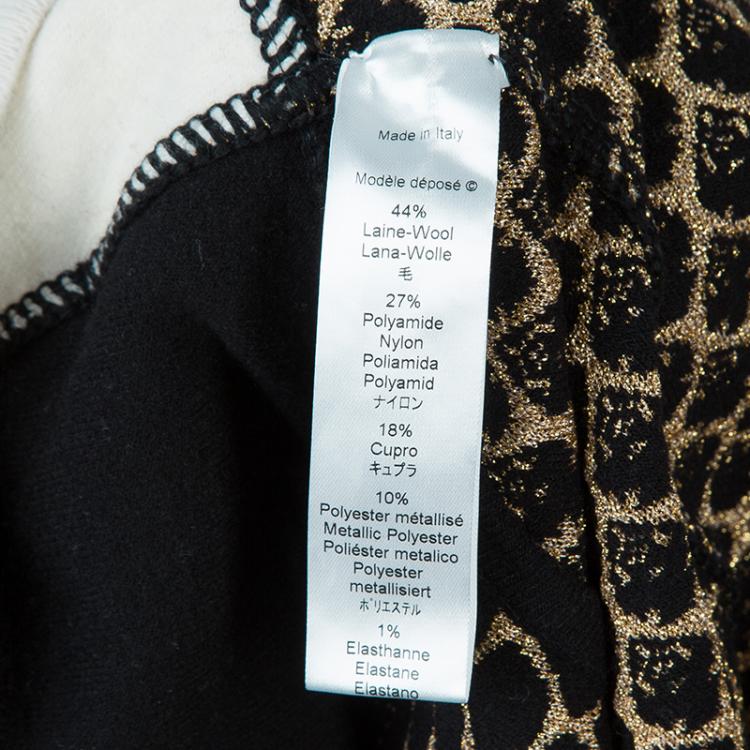 Made in Italy
Modèle déposé ©
44%
Laine-Wool
Lana-Wolle
毛
27%
Polyamide
Nylon
Poliamida
Polyamid
ナイロン
18%
Cupro
キュプラ
10%
Polyester métallisé
Metallic Polyester
Poliéster metalico
Polyester
metallisiert
ポリエステル
1%
Elasthanne
Elastane
Elastano